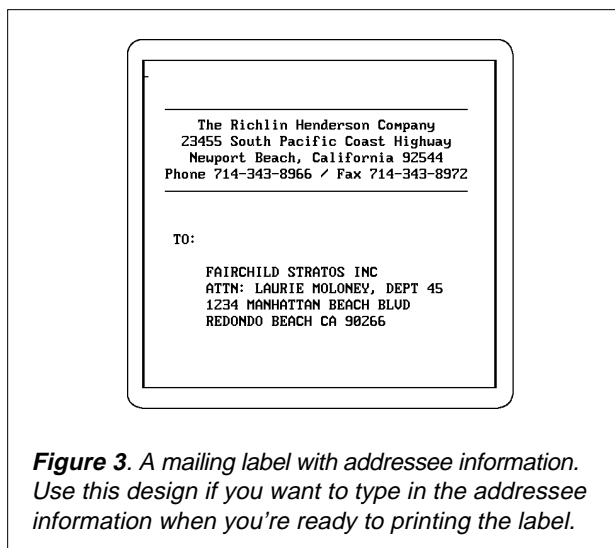 The Richlin Henderson Company
23455 South Pacific Coast Highway
Newport Beach, California 92544
Phone 714-343-8966 / Fax 714-343-8972
TO:
FAIRCHILD STRATOS INC
ATTN: LAURIE MOLONEY, DEPT 45
1234 MANHATTAN BEACH BLVD
REDONDO BEACH CA 90266
Figure 3. A mailing label with addressee information.
Use this design if you want to type in the addressee
information when you're ready to printing the label.